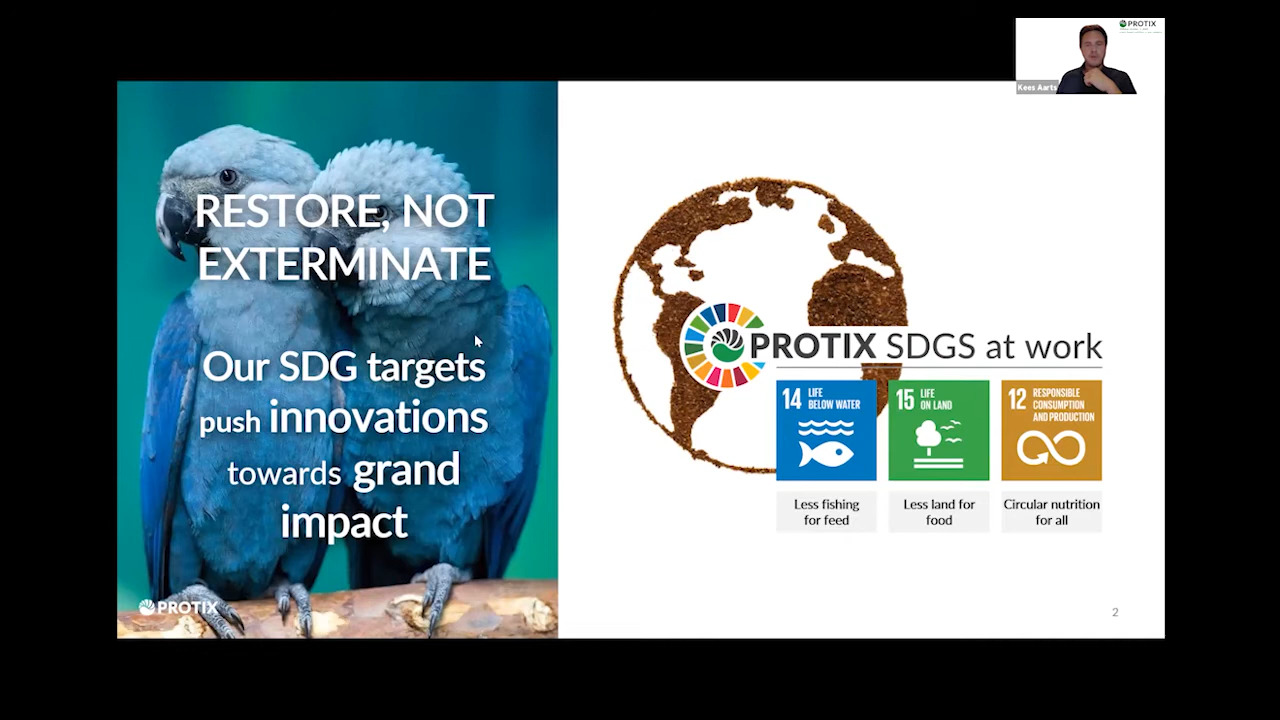 PROTIX
Kees Aarts
RESTORE, NOT
EXTERMINATE
Our SDG targets
push innovations
towards grand
impact
PROTIX
PROTIX SDGS at work
14 LIFE
BELOW WATER
15 LIFE
ON LAND
12 RESPONSIBLE
CONSUMPTION
AND PRODUCTION
Less fishing
for feed
Less land for
food
Circular nutrition
for all
2